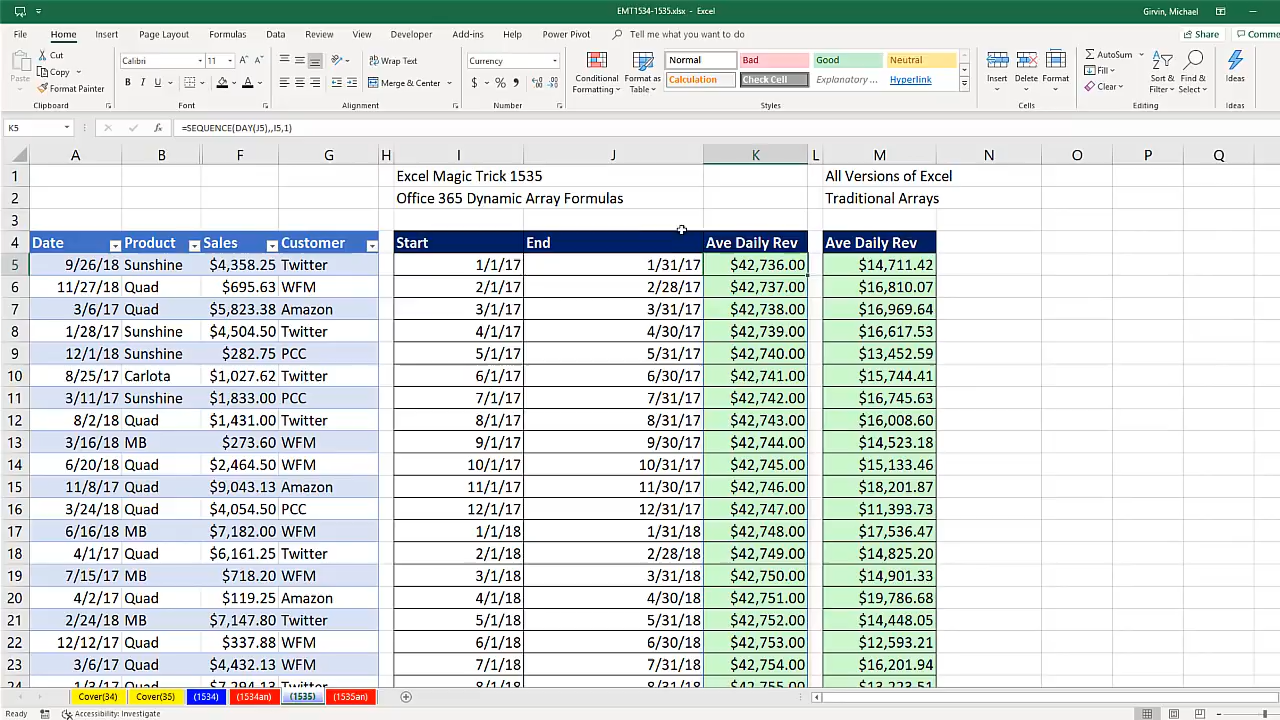 EMT1534-1535.xlsx - Excel
Girvin, Michael
File Home Insert Page Layout Formulas Data Review View Developer Add-ins Help Power Pivot Tell me what you want to do Share Comme
Paste Cut Copy Format Painter Clipboard
Calibri 11 B I U A Font
Wrap Text Merge & Center Alignment
Currency $ % , Number
Conditional Formatting Format as Table Normal Bad Good Neutral Calculation Check Cell Explanatory ... Hyperlink Styles
Insert Delete Format Cells
AutoSum Fill Clear Sort & Filter Find & Select Editing
Ideas Ideas
K5 fx =SEQUENCE(DAY(J5),,I5,1)
A B F G H I J K L M N O P Q
1 Excel Magic Trick 1535 All Versions of Excel
2 Office 365 Dynamic Array Formulas Traditional Arrays
3
4 Date Product Sales Customer Start End Ave Daily Rev Ave Daily Rev
5 9/26/18 Sunshine $4,358.25 Twitter 1/1/17 1/31/17 $42,736.00 $14,711.42
6 11/27/18 Quad $695.63 WFM 2/1/17 2/28/17 $42,737.00 $16,810.07
7 3/6/17 Quad $5,823.38 Amazon 3/1/17 3/31/17 $42,738.00 $16,969.64
8 1/28/17 Sunshine $4,504.50 Twitter 4/1/17 4/30/17 $42,739.00 $16,617.53
9 12/1/18 Sunshine $282.75 PCC 5/1/17 5/31/17 $42,740.00 $13,452.59
10 8/25/17 Carlota $1,027.62 Twitter 6/1/17 6/30/17 $42,741.00 $15,744.41
11 3/11/17 Sunshine $1,833.00 PCC 7/1/17 7/31/17 $42,742.00 $16,745.63
12 8/2/18 Quad $1,431.00 Twitter 8/1/17 8/31/17 $42,743.00 $16,008.60
13 3/16/18 MB $273.60 WFM 9/1/17 9/30/17 $42,744.00 $14,523.18
14 6/20/18 Quad $2,464.50 WFM 10/1/17 10/31/17 $42,745.00 $15,133.46
15 11/8/17 Quad $9,043.13 Amazon 11/1/17 11/30/17 $42,746.00 $18,201.87
16 3/24/18 Quad $4,054.50 PCC 12/1/17 12/31/17 $42,747.00 $11,393.73
17 6/16/18 MB $7,182.00 WFM 1/1/18 1/31/18 $42,748.00 $17,536.47
18 4/1/17 Quad $6,161.25 Twitter 2/1/18 2/28/18 $42,749.00 $14,825.20
19 7/15/17 MB $718.20 WFM 3/1/18 3/31/18 $42,750.00 $14,901.33
20 4/2/17 Quad $119.25 Amazon 4/1/18 4/30/18 $42,751.00 $19,786.68
21 2/24/18 MB $7,147.80 Twitter 5/1/18 5/31/18 $42,752.00 $14,448.05
22 12/12/17 Quad $337.88 WFM 6/1/18 6/30/18 $42,753.00 $12,593.21
23 3/6/17 Quad $4,432.13 WFM 7/1/18 7/31/18 $42,754.00 $16,201.94
24 1/3/17 Quad $7,294.13 Twitter 8/1/18 8/31/18 $42,755.00 $13,223.51
Cover(34) Cover(35) (1534) (1534an) (1535) (1535an)
Ready Accessibility: Investigate